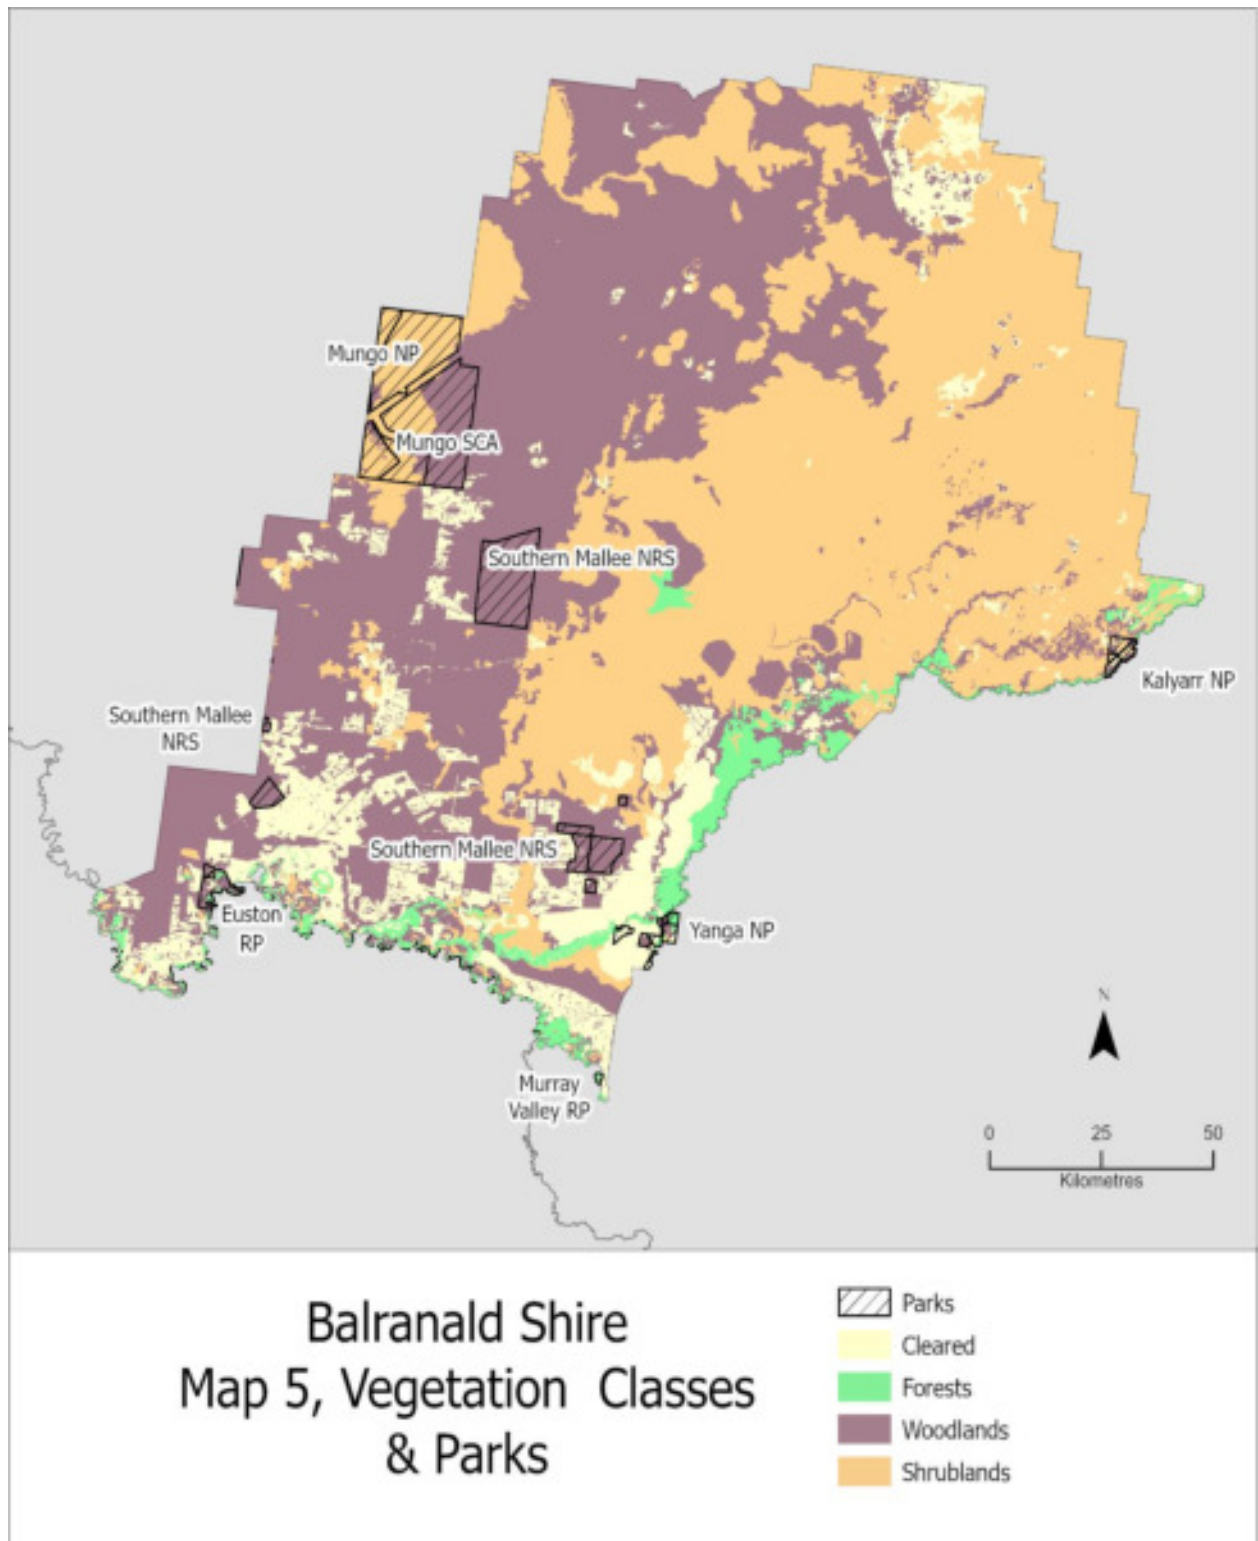 Mungo NP
Mungo SCA
Southern Mallee NRS
Kalyarr NP
Southern Mallee
NRS
Southern Mallee NRS
Euston
RP
Yanga NP
N
Murray
Valley RP
0 25 50
Kilometres
Balranald Shire
Map 5, Vegetation Classes
& Parks
Parks
Cleared
Forests
Woodlands
Shrublands